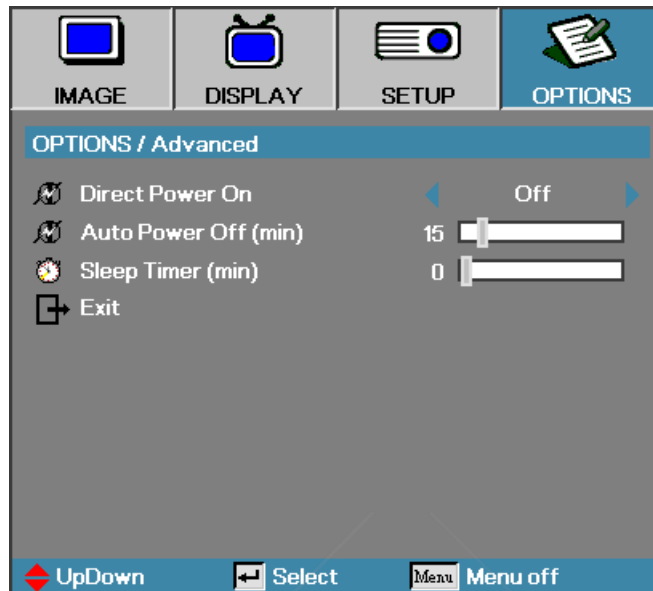 IMAGE DISPLAY SETUP OPTIONS
OPTIONS / Advanced
Direct Power On Off
Auto Power Off (min) 15
Sleep Timer (min) 0
Exit
UpDown Select Menu Menu off